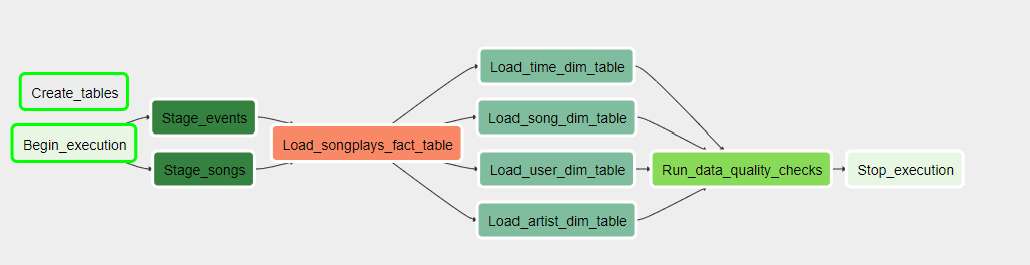 Create_tables
Begin_execution
Stage_events
Stage_songs
Load_songplays_fact_table
Load_time_dim_table
Load_song_dim_table
Load_user_dim_table
Load_artist_dim_table
Run_data_quality_checks
Stop_execution